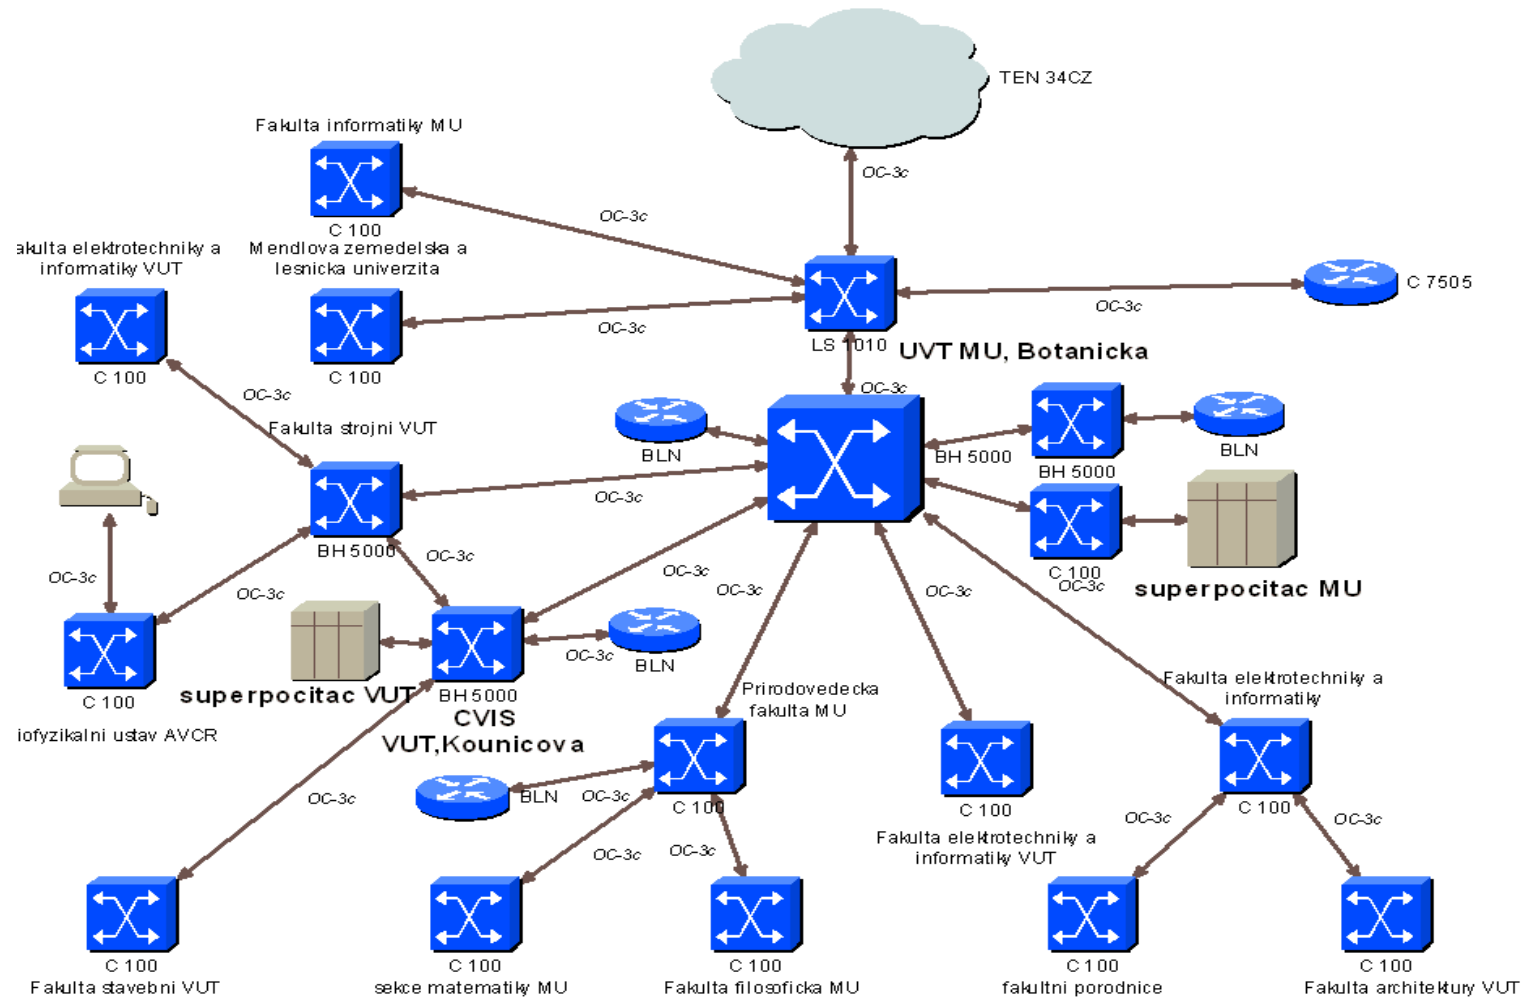 TEN 34CZ
Fakulta informatiky MU
OC-3c
OC-3c
C 100
akulta elektrotechniky a
informatiky VUT
Mendlova zemedelska a
lesnicka univerzita
C 7505
OC-3c
OC-3c
LS 1010
UVT MU, Botanicka
C 100
C 100
OC-3c
OC-3c
Fakulta strojni VUT
BLN
BH 5000
BH 5000
BLN
OC-3c
BH 5000
OC-3c
OC-3c
OC-3c
OC-3c
OC-3c
OC-3c
OC-3c
C 100
OC-3c
superpocitac MU
OC-3c
BLN
superpocitac VUT
BH 5000
C 100
CVIS
VUT,Kounicova
iofyzikalni ustav AVCR
Prirodovedecka
fakulta MU
Fakulta elektrotechniky a
informatiky
OC-3c
BLN
OC-3c
C 100
C 100
C 100
OC-3c
OC-3c
OC-3c
OC-3c
Fakulta elektrotechniky a
informatiky VUT
C 100
Fakulta stavebni VUT
C 100
sekce matematiky MU
C 100
Fakulta filosoficka MU
C 100
fakultni porodnice
C 100
Fakulta architektury VUT